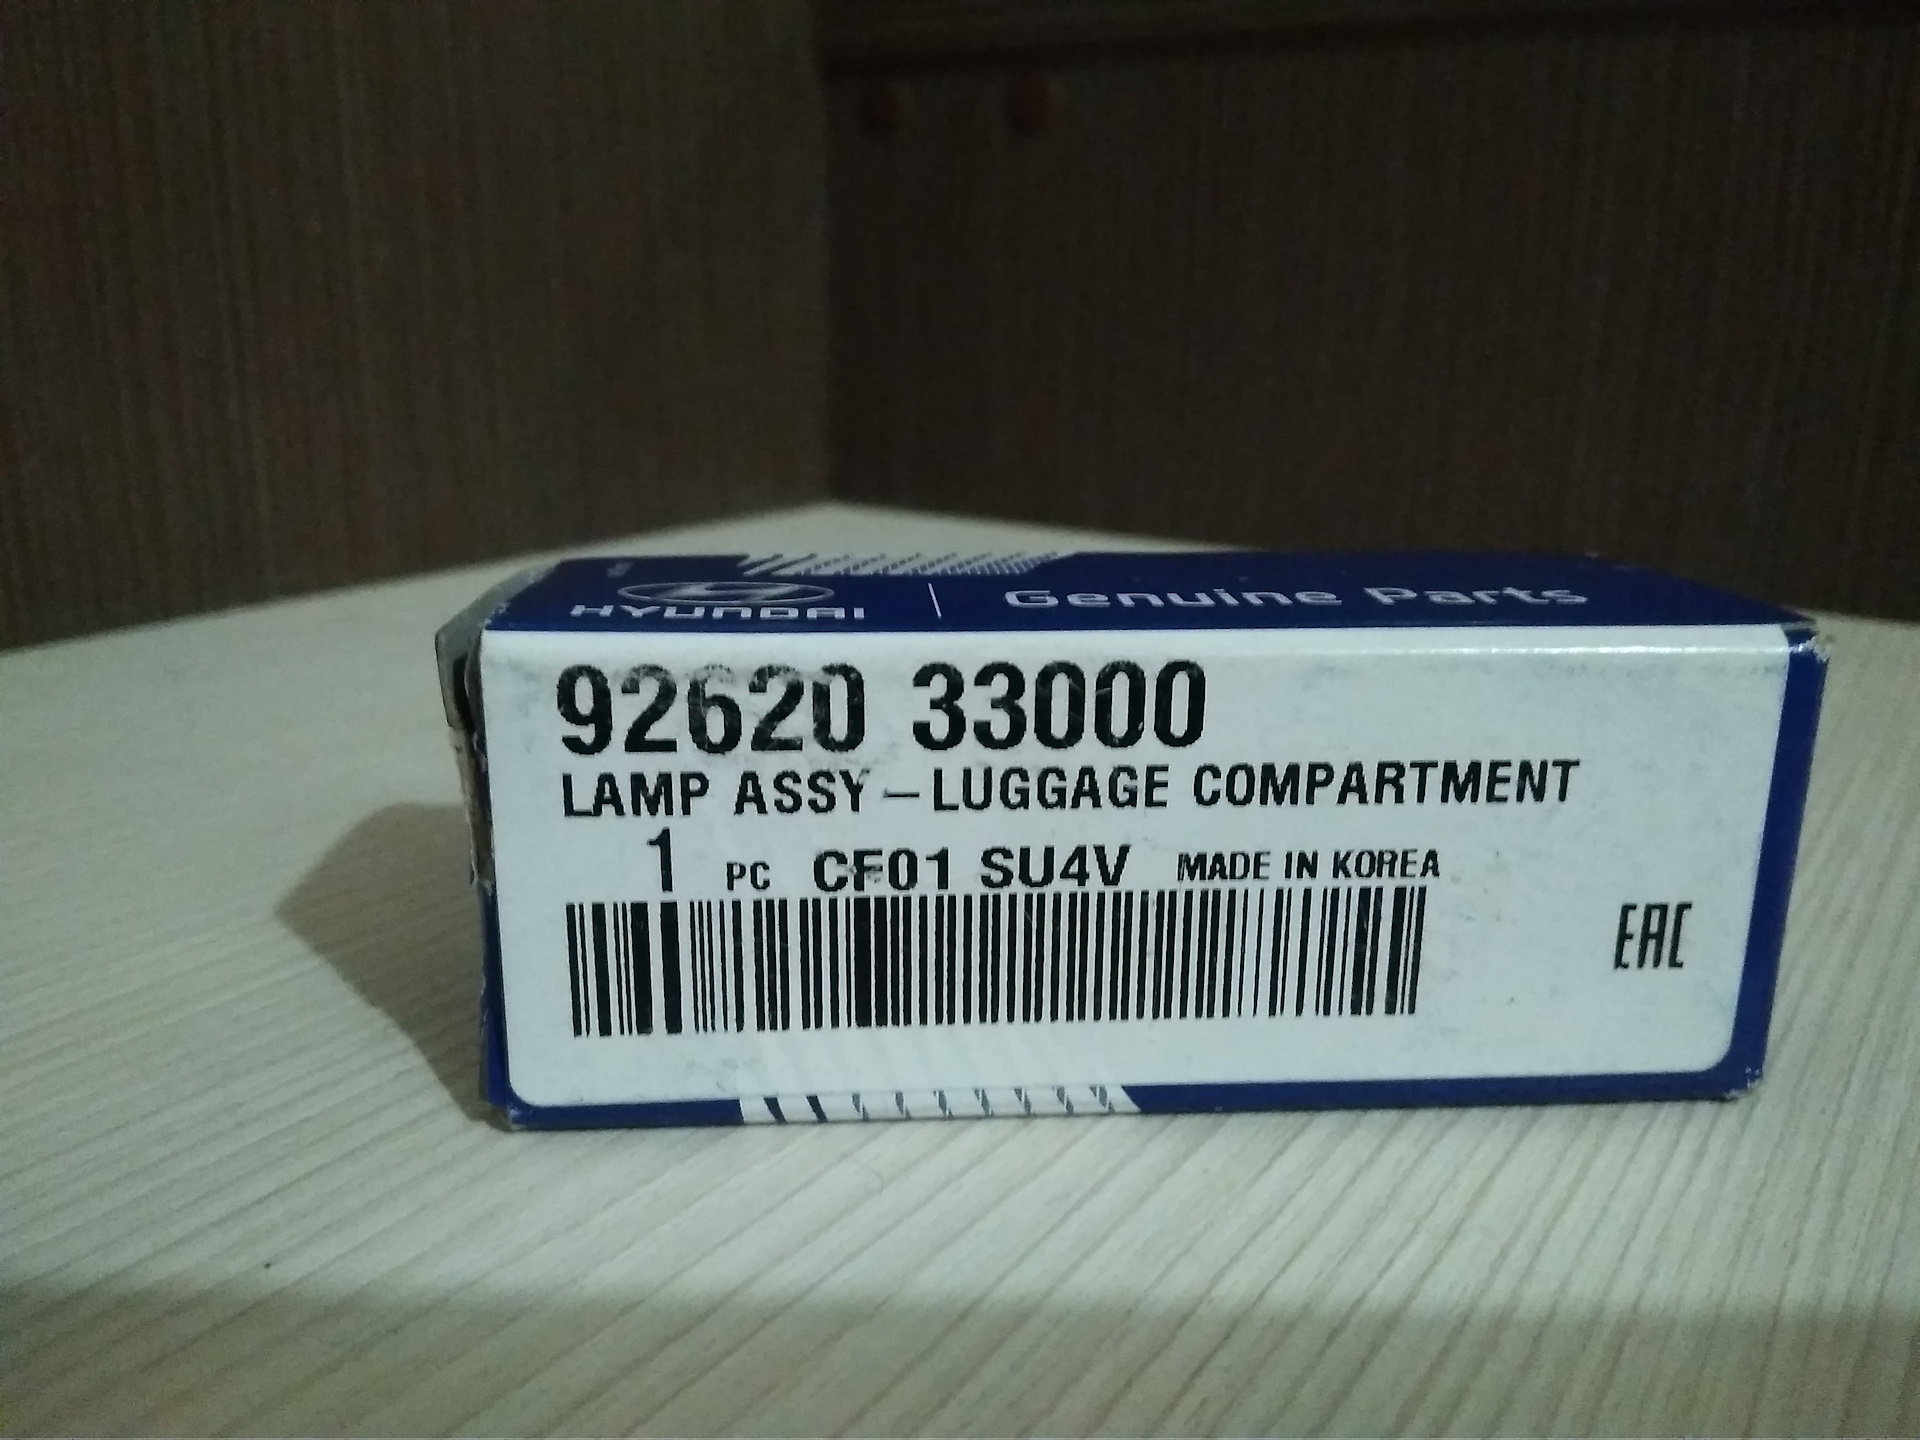 HYUNDAI | Genuine Parts
92620 33000
LAMP ASSY – LUGGAGE COMPARTMENT
1 PC CF01 SU4V MADE IN KOREA
EAC